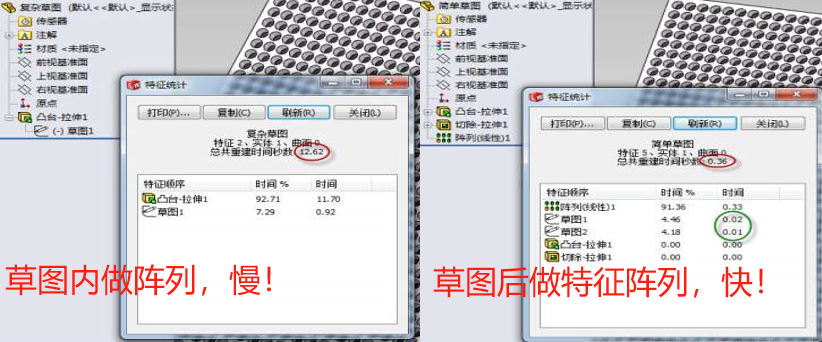 复杂草图 (默认<<默认>_显示状
传感器
注解
材质 <未指定>
前视基准面
上视基准面
右视基准面
原点
凸台-拉伸1
(-) 草图1
特征统计
打印(P)...
复制(C)
刷新(R)
关闭(L)
复杂草图
特征 2、实体 1、曲面 0
总共重建时间秒数: 12.62
特征顺序 时间 % 时间
凸台-拉伸1 92.71 11.70
草图1 7.29 0.92
草图内做阵列，慢！
简单草图 (默认<<默认>_显示状
传感器
注解
材质 <未指定>
前视基准面
上视基准面
右视基准面
原点
凸台-拉伸1
切除-拉伸1
阵列(线性)1
特征统计
打印(P)...
复制(C)
刷新(R)
关闭(L)
简单草图
特征 5、实体 1、曲面 0
总共重建时间秒数: 0.36
特征顺序 时间 % 时间
阵列(线性)1 91.36 0.33
草图1 4.46 0.02
草图2 4.18 0.01
凸台-拉伸1 0.00 0.00
切除-拉伸1 0.00 0.00
草图后做特征阵列，快！